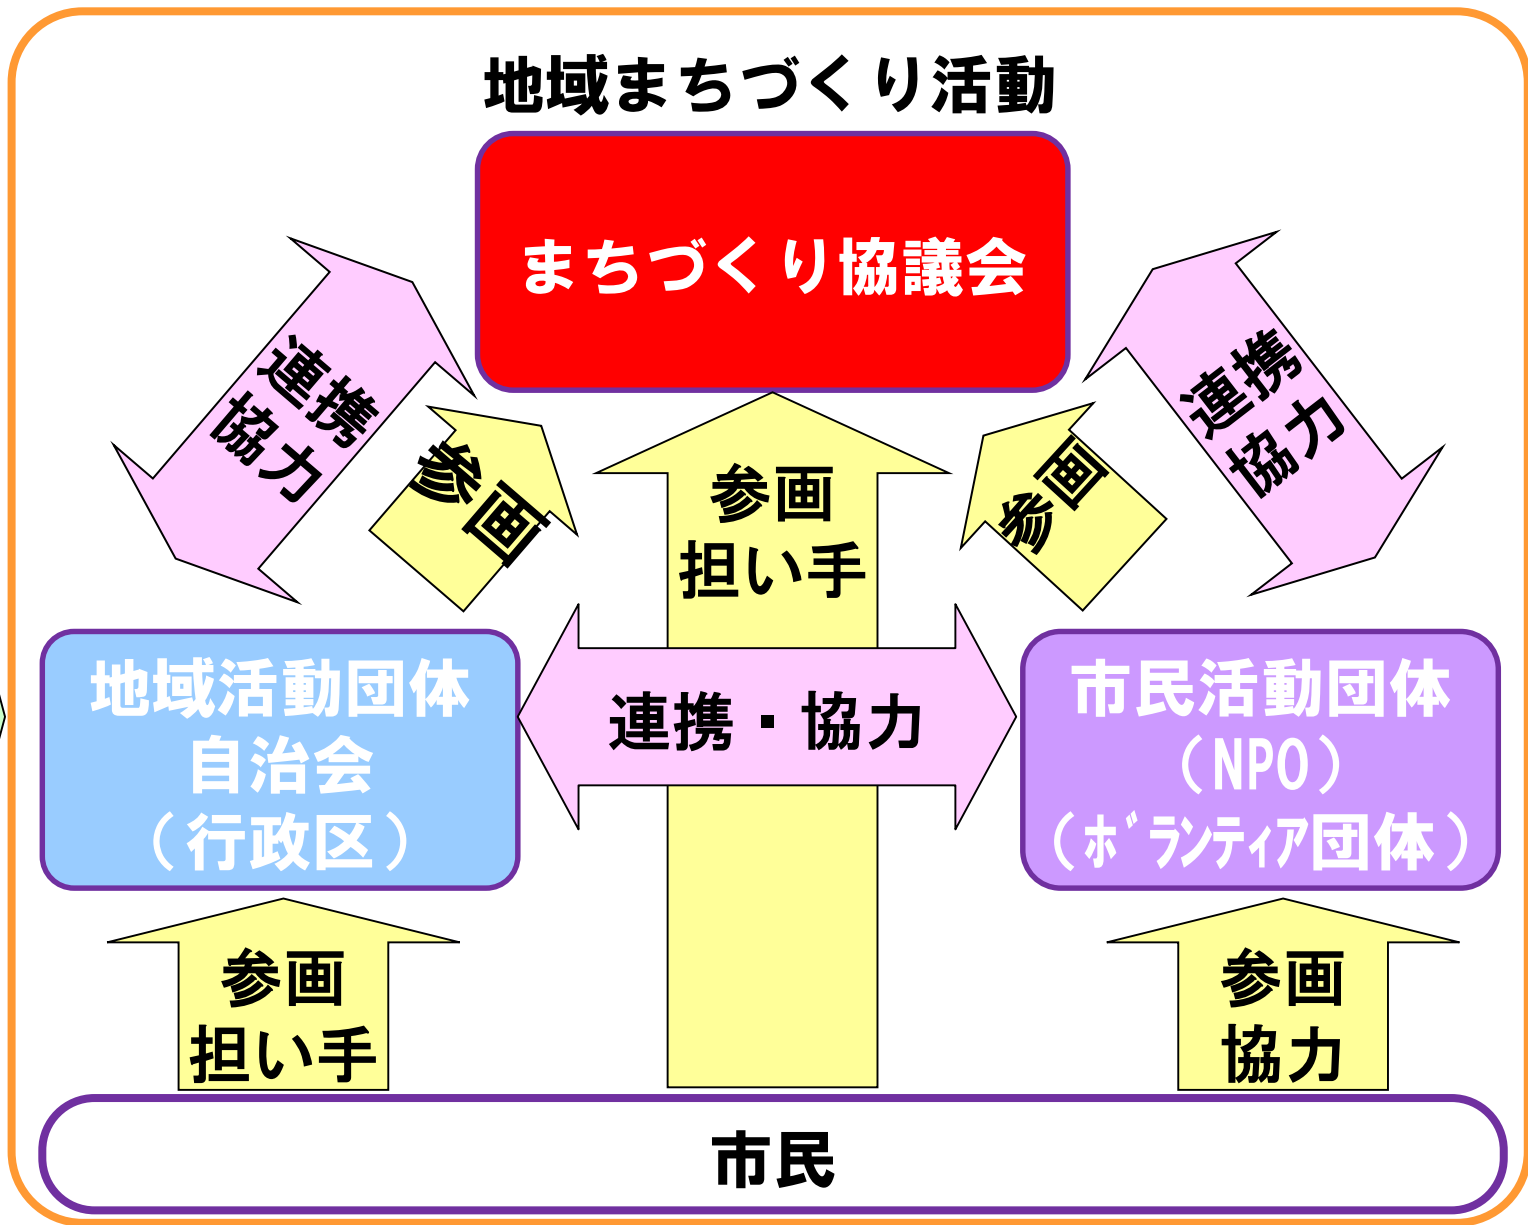 地域まちづくり活動
まちづくり協議会
連携
協力
参画
参画
担い手
参画
連携
協力
地域活動団体
自治会
（行政区）
連携・協力
市民活動団体
（NPO）
（ﾎﾞﾗﾝﾃｨｱ団体）
参画
担い手
参画
協力
市民